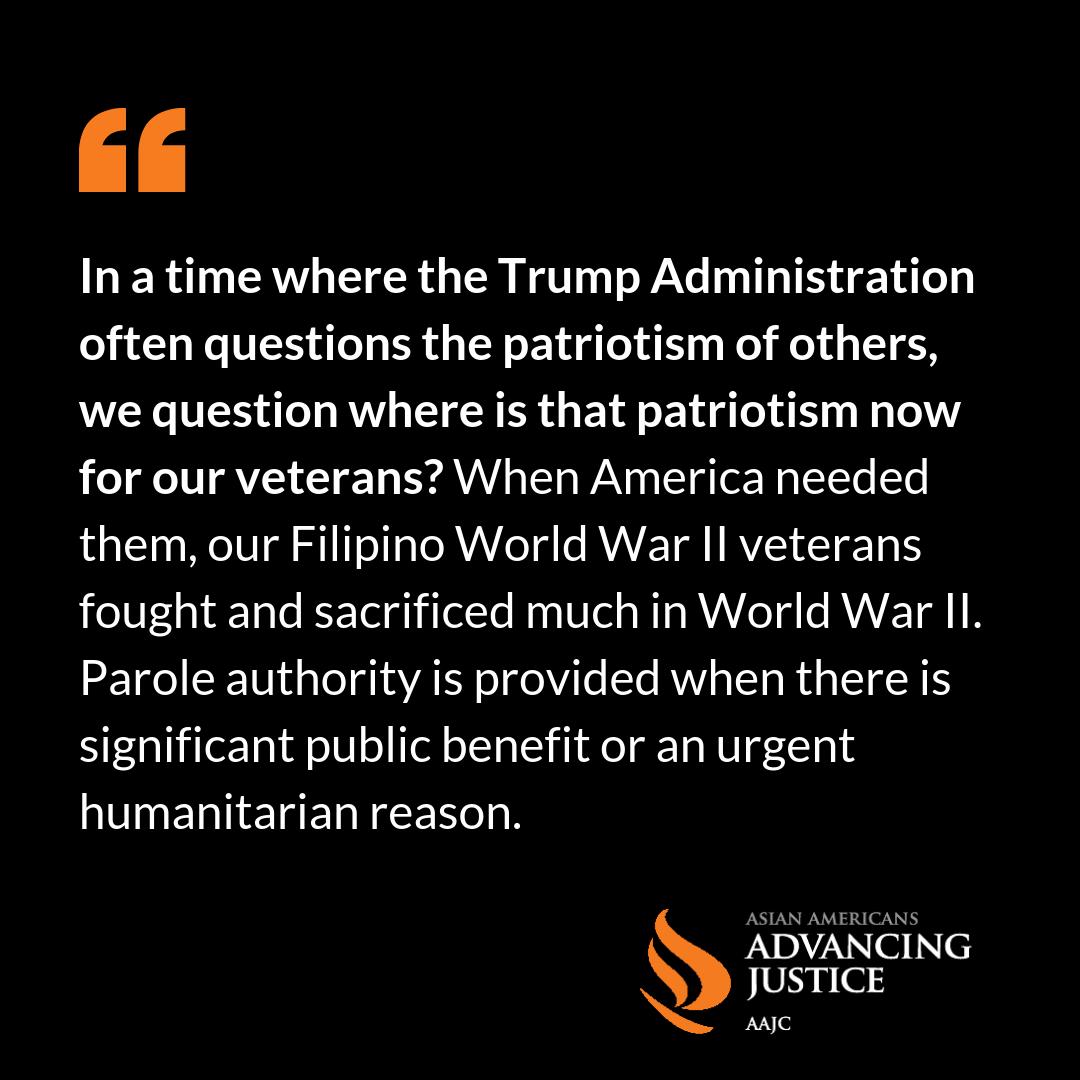 “
In a time where the Trump Administration
often questions the patriotism of others,
we question where is that patriotism now
for our veterans? When America needed
them, our Filipino World War II veterans
fought and sacrificed much in World War II.
Parole authority is provided when there is
significant public benefit or an urgent
humanitarian reason.
ASIAN AMERICANS
ADVANCING
JUSTICE
AAJC